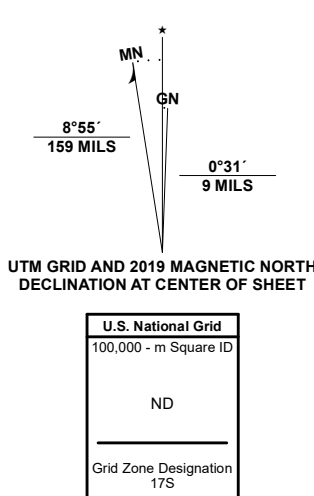 MN
GN
8°55´
159 MILS
0°31´
9 MILS
UTM GRID AND 2019 MAGNETIC NORTH
DECLINATION AT CENTER OF SHEET
U.S. National Grid
100,000 - m Square ID
ND
Grid Zone Designation
17S